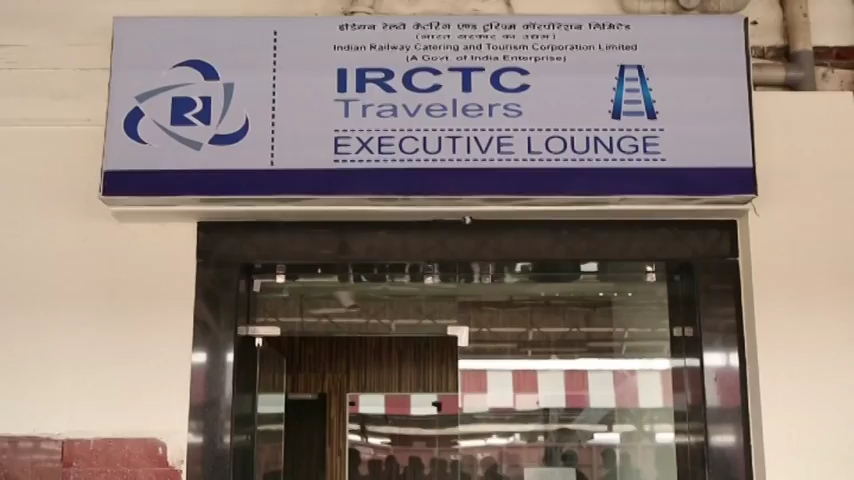 इंडियन रेलवे केटरिंग एण्ड टूरिज्म कॉरपोरेशन लिमिटेड
(भारत सरकार का उद्यम)
Indian Railway Catering and Tourism Corporation Limited
(A Govt. of India Enterprise)
IRCTC
Travelers
EXECUTIVE LOUNGE